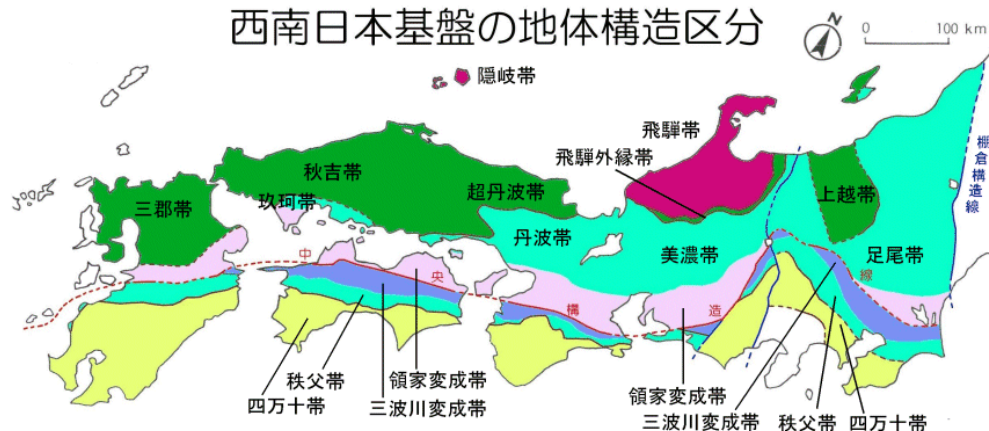 西南日本基盤の地体構造区分
N
0 100 km
隠岐帯
飛騨帯
飛騨外縁帯
棚倉構造線
秋吉帯
超丹波帯
上越帯
三郡帯
玖珂帯
丹波帯
美濃帯
足尾帯
中央構造線
秩父帯
四万十帯
領家変成帯
三波川変成帯
領家変成帯
三波川変成帯
秩父帯
四万十帯